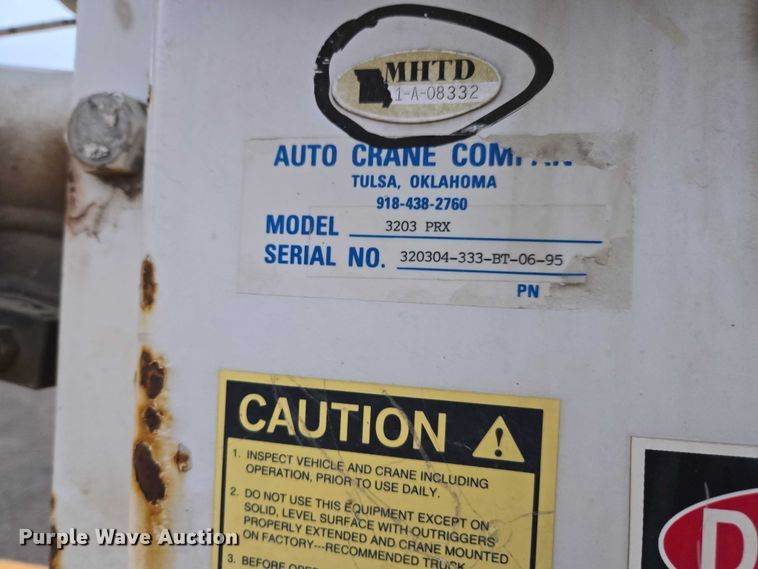 MHTD
1-A-08332
AUTO CRANE
TULSA, OKLAHOMA
918-438-2760
MODEL 3203 PRX
SERIAL NO. 320304-333-BT-06-95
PN
CAUTION
1. INSPECT VEHICLE AND CRANE INCLUDING
OPERATION, PRIOR TO USE DAILY.
2. DO NOT USE THIS EQUIPMENT EXCEPT ON
SOLID, LEVEL SURFACE WITH OUTRIGGERS
PROPERLY EXTENDED AND CRANE MOUNTED
ON FACTORY---RECOMMENDED TRUCK.
3. BEFORE
D
Purple Wave Auction